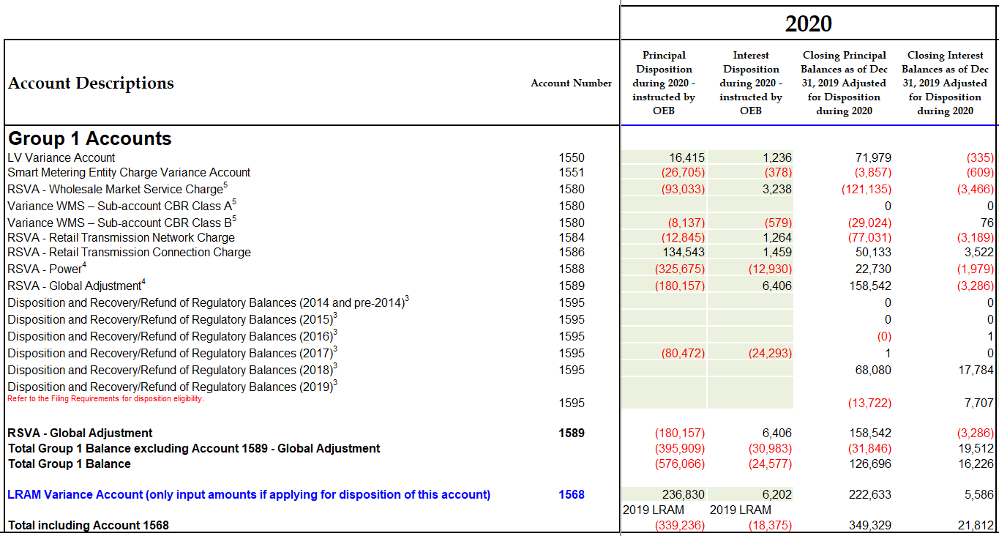 2020
Account Descriptions
Account Number
Principal
Disposition
during 2020 -
instructed by
OEB
Interest
Disposition
during 2020 -
instructed by
OEB
Closing Principal
Balances as of Dec
31, 2019 Adjusted
for Disposition
during 2020
Closing Interest
Balances as of Dec
31, 2019 Adjusted
for Disposition
during 2020
Group 1 Accounts
LV Variance Account 1550 16,415 1,236 71,979 (335)
Smart Metering Entity Charge Variance Account 1551 (26,705) (378) (3,857) (609)
RSVA - Wholesale Market Service Charge5 1580 (93,033) 3,238 (121,135) (3,466)
Variance WMS – Sub-account CBR Class A5 1580 0 0
Variance WMS – Sub-account CBR Class B5 1580 (8,137) (579) (29,024) 76
RSVA - Retail Transmission Network Charge 1584 (12,845) 1,264 (77,031) (3,189)
RSVA - Retail Transmission Connection Charge 1586 134,543 1,459 50,133 3,522
RSVA - Power4 1588 (325,675) (12,930) 22,730 (1,979)
RSVA - Global Adjustment4 1589 (180,157) 6,406 158,542 (3,286)
Disposition and Recovery/Refund of Regulatory Balances (2014 and pre-2014)3 1595 0 0
Disposition and Recovery/Refund of Regulatory Balances (2015)3 1595 0 0
Disposition and Recovery/Refund of Regulatory Balances (2016)3 1595 (0) 1
Disposition and Recovery/Refund of Regulatory Balances (2017)3 1595 (80,472) (24,293) 1 0
Disposition and Recovery/Refund of Regulatory Balances (2018)3 1595 68,080 17,784
Disposition and Recovery/Refund of Regulatory Balances (2019)3
Refer to the Filing Requirements for disposition eligibility.
1595 (13,722) 7,707
RSVA - Global Adjustment 1589 (180,157) 6,406 158,542 (3,286)
Total Group 1 Balance excluding Account 1589 - Global Adjustment (395,909) (30,983) (31,846) 19,512
Total Group 1 Balance (576,066) (24,577) 126,696 16,226
LRAM Variance Account (only input amounts if applying for disposition of this account) 1568 236,830 6,202 222,633 5,586
2019 LRAM 2019 LRAM
Total including Account 1568 (339,236) (18,375) 349,329 21,812